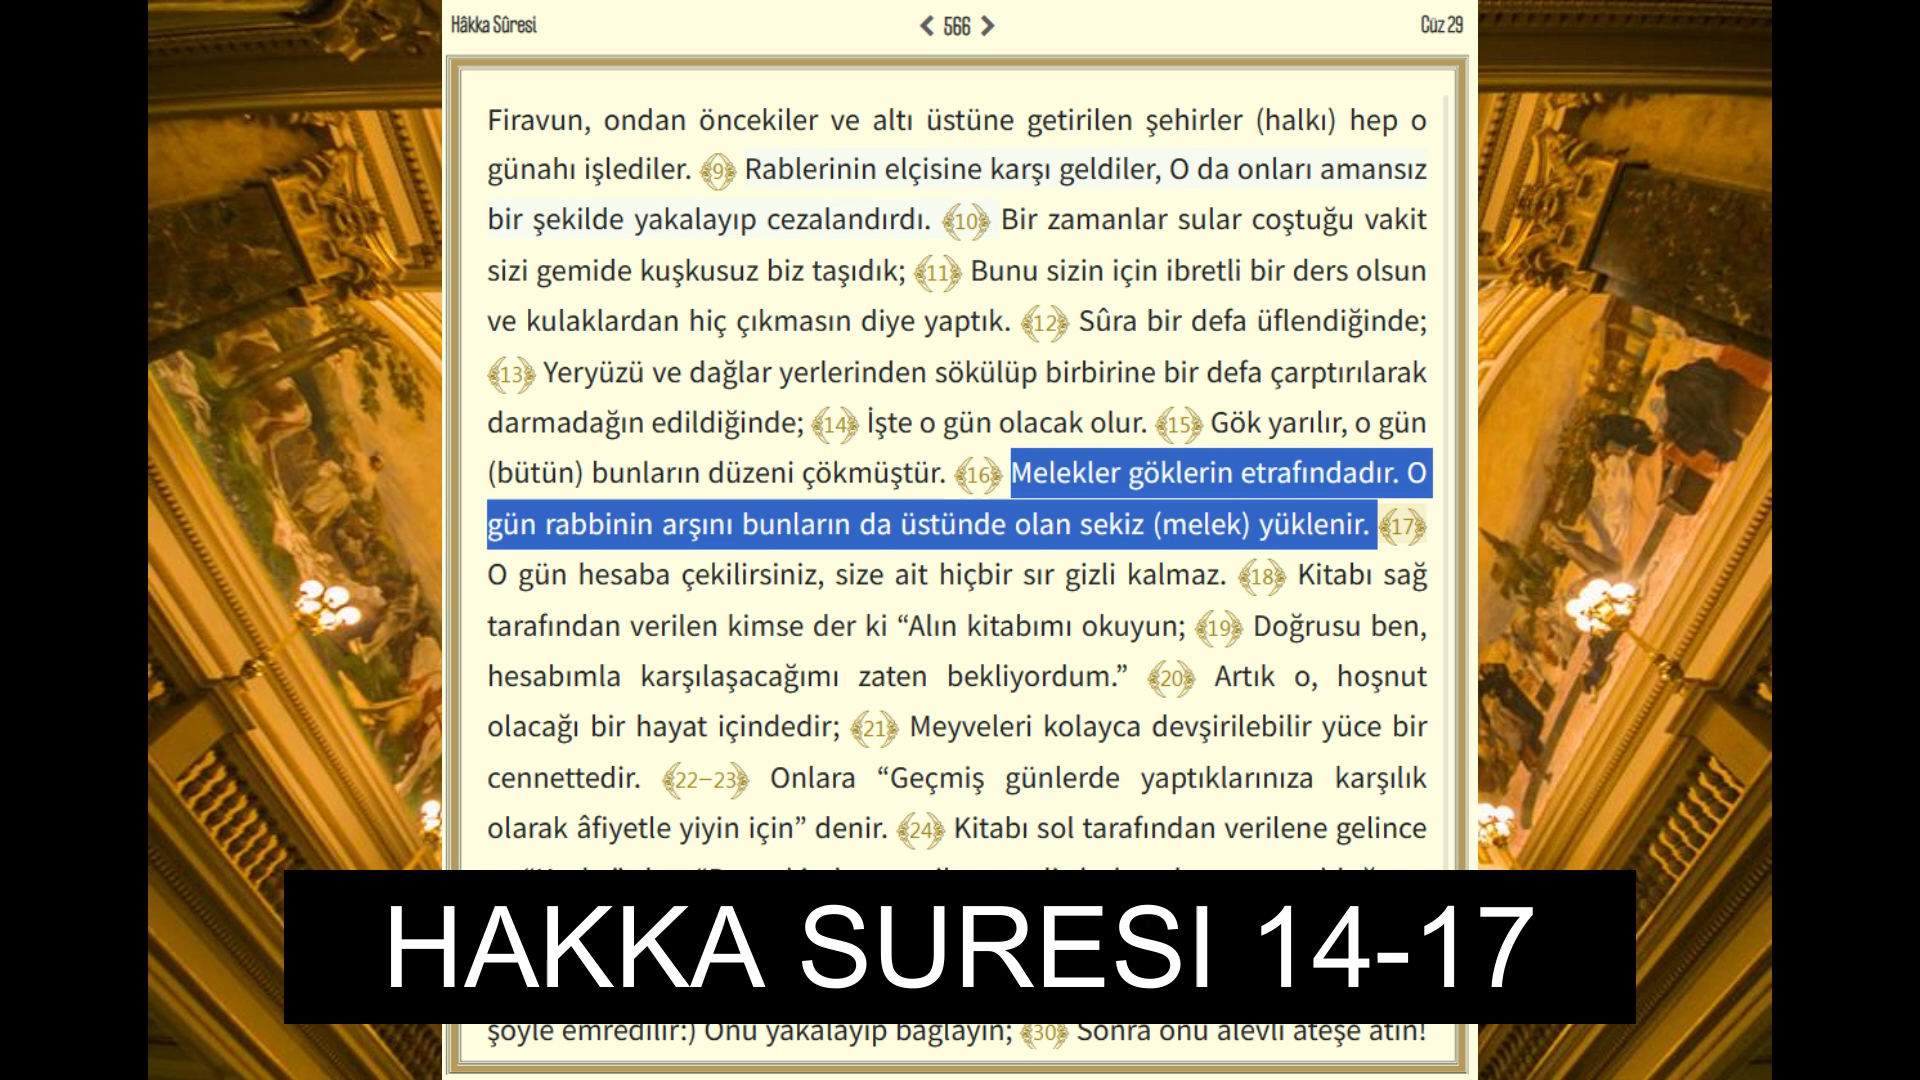 Hâkka Sûresi
566
Cüz 29
Firavun, ondan öncekiler ve altı üstüne getirilen şehirler (halkı) hep o
günahı işlediler. 9 Rablerinin elçisine karşı geldiler, O da onları amansız
bir şekilde yakalayıp cezalandırdı. 10 Bir zamanlar sular coştuğu vakit
sizi gemide kuşkusuz biz taşıdık; 11 Bunu sizin için ibretli bir ders olsun
ve kulaklardan hiç çıkmasın diye yaptık. 12 Sûra bir defa üflendiğinde;
13 Yeryüzü ve dağlar yerlerinden sökülüp birbirine bir defa çarptırılarak
darmadağın edildiğinde; 14 İşte o gün olacak olur. 15 Gök yarılır, o gün
(bütün) bunların düzeni çökmüştür. 16 Melekler göklerin etrafındadır. O
gün rabbinin arşını bunların da üstünde olan sekiz (melek) yüklenir. 17
O gün hesaba çekilirsiniz, size ait hiçbir sır gizli kalmaz. 18 Kitabı sağ
tarafından verilen kimse der ki “Alın kitabımı okuyun; 19 Doğrusu ben,
hesabımla karşılaşacağımı zaten bekliyordum.” 20 Artık o, hoşnut
olacağı bir hayat içindedir; 21 Meyveleri kolayca devşirilebilir yüce bir
cennettedir. 22–23 Onlara “Geçmiş günlerde yaptıklarınıza karşılık
olarak âfiyetle yiyin için” denir. 24 Kitabı sol tarafından verilene gelince
HAKKA SURESI 14-17
şöyle emredilir:) Onu yakalayıp bağlayın; 30 Sonra onu alevli ateşe atın!